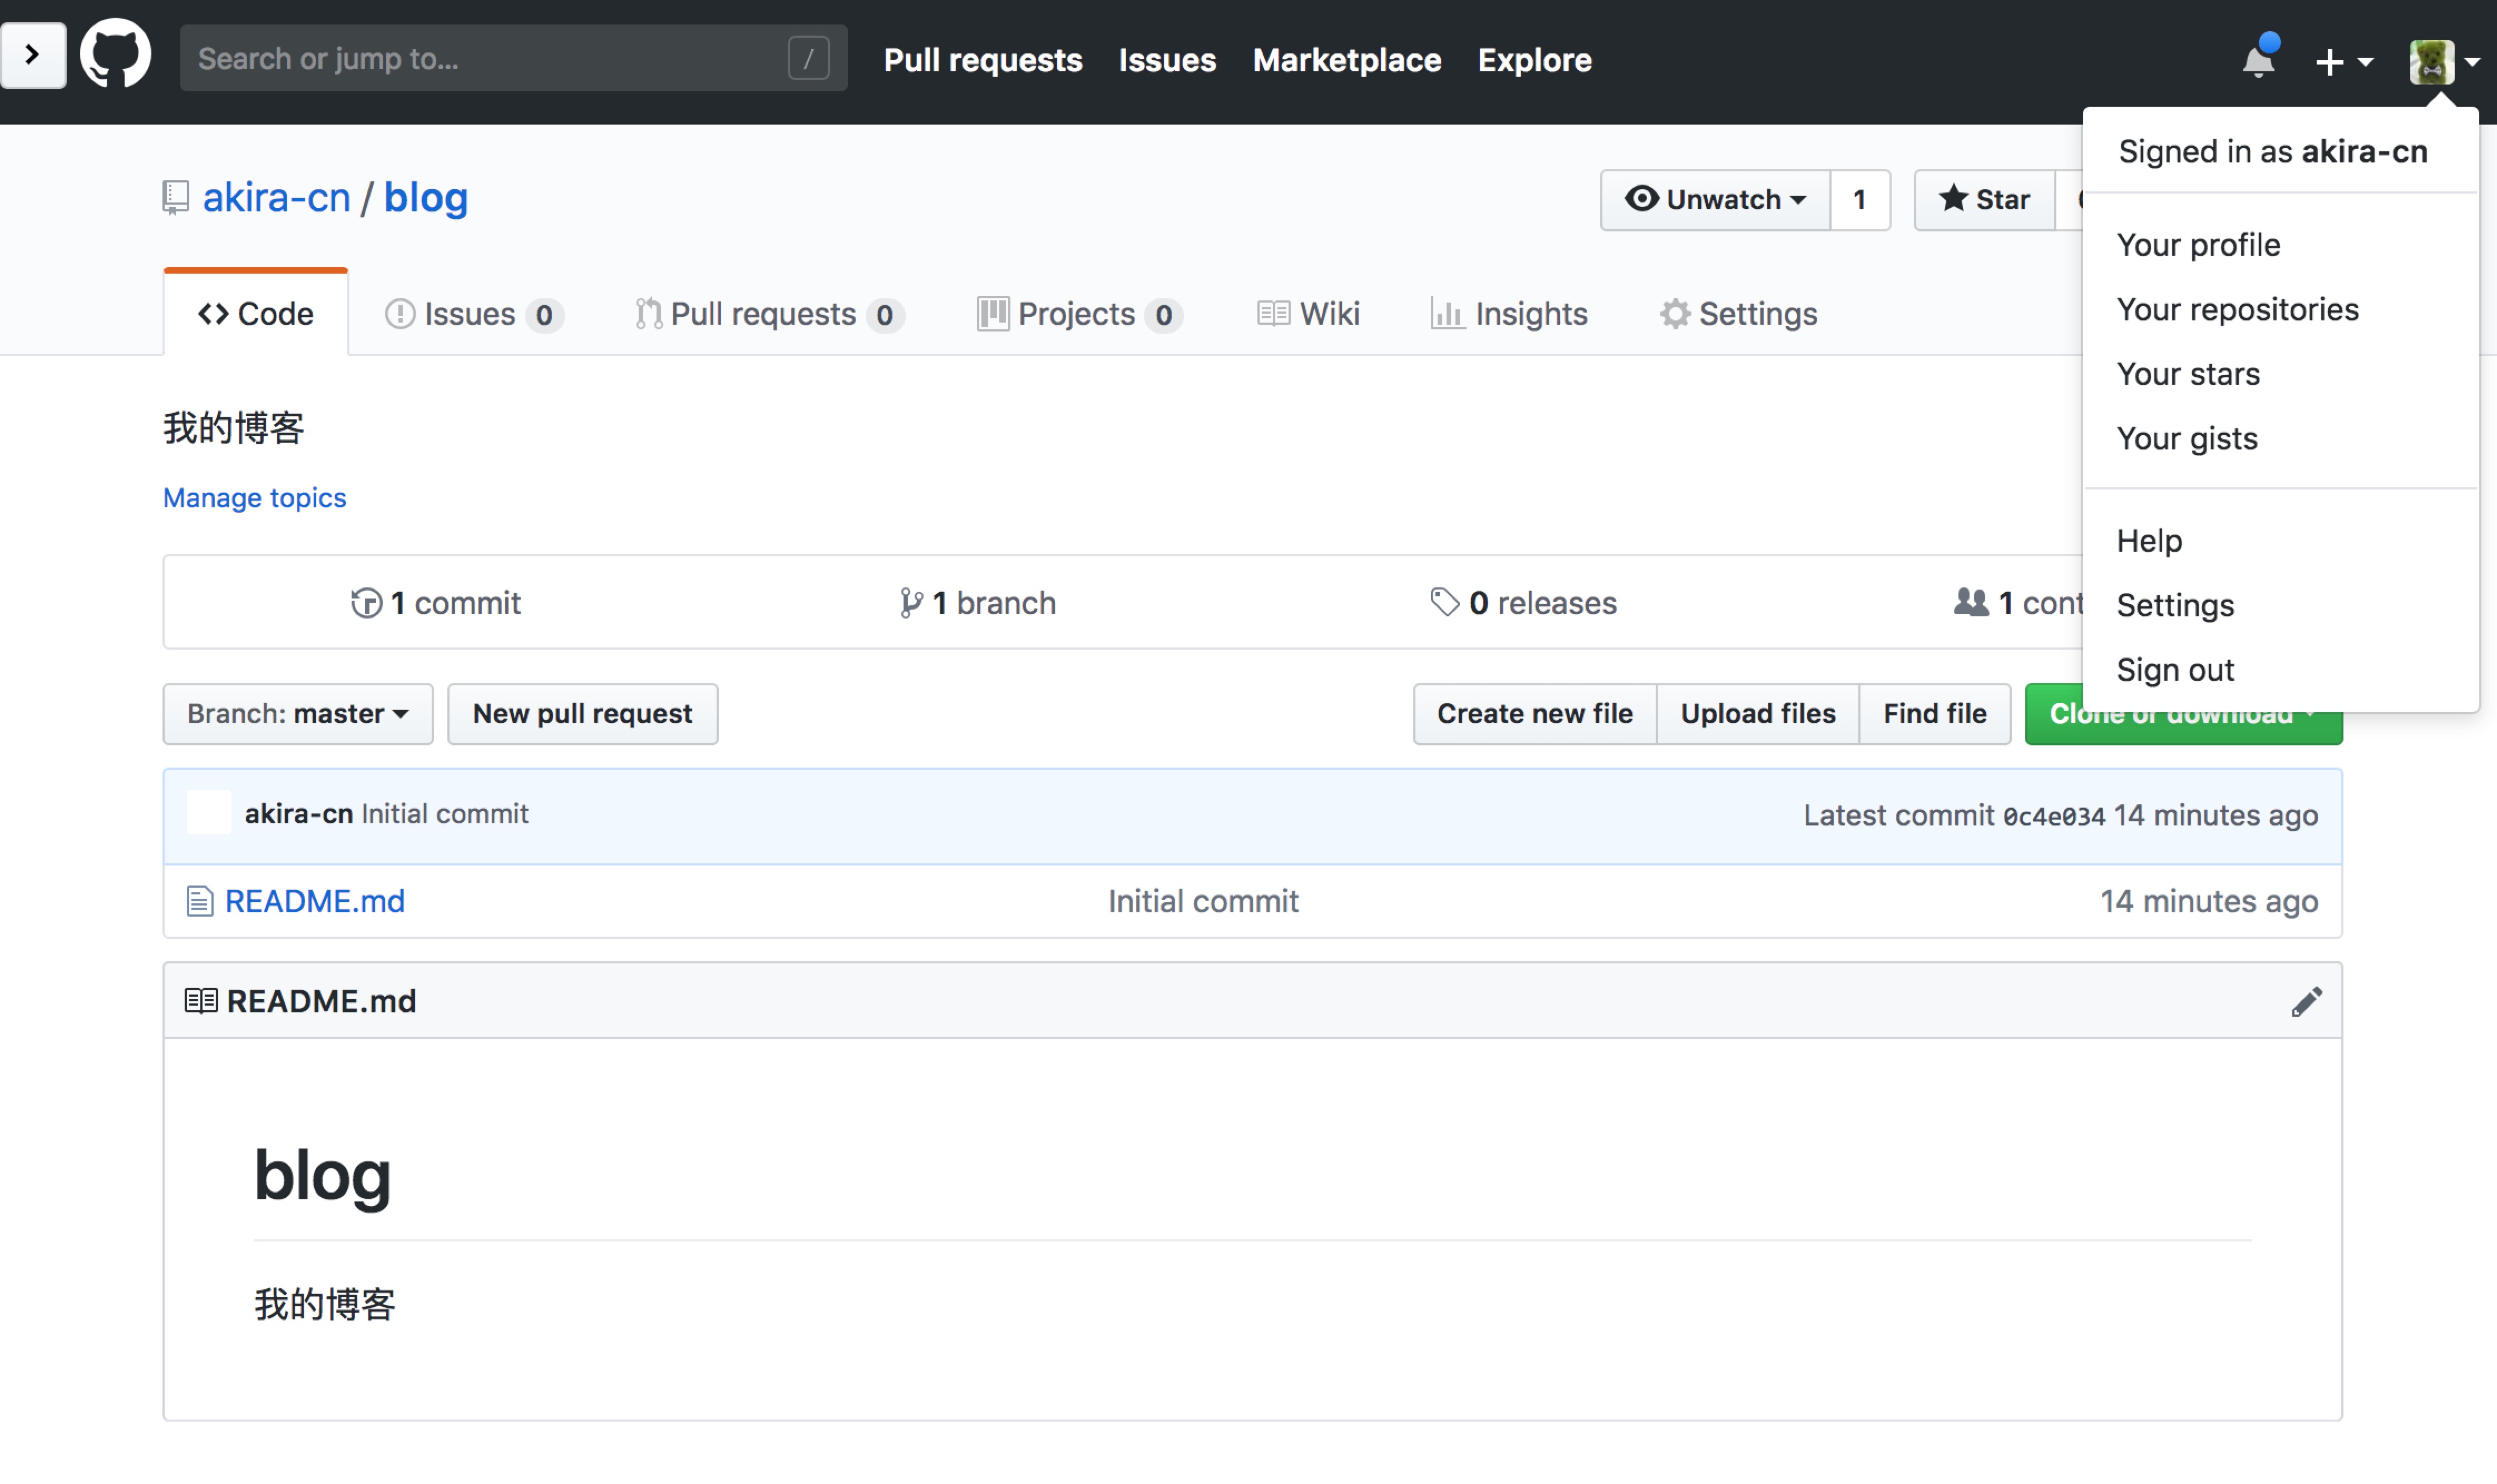 Search or jump to... /
Pull requests Issues Marketplace Explore
Signed in as akira-cn
Your profile
Your repositories
Your stars
Your gists
Help
Settings
Sign out
akira-cn / blog
Unwatch 1 Star
Code Issues 0 Pull requests 0 Projects 0 Wiki Insights Settings
我的博客
Manage topics
1 commit 1 branch 0 releases 1 cont
Branch: master New pull request Create new file Upload files Find file Clone or download
akira-cn Initial commit Latest commit 0c4e034 14 minutes ago
README.md Initial commit 14 minutes ago
README.md
blog
我的博客